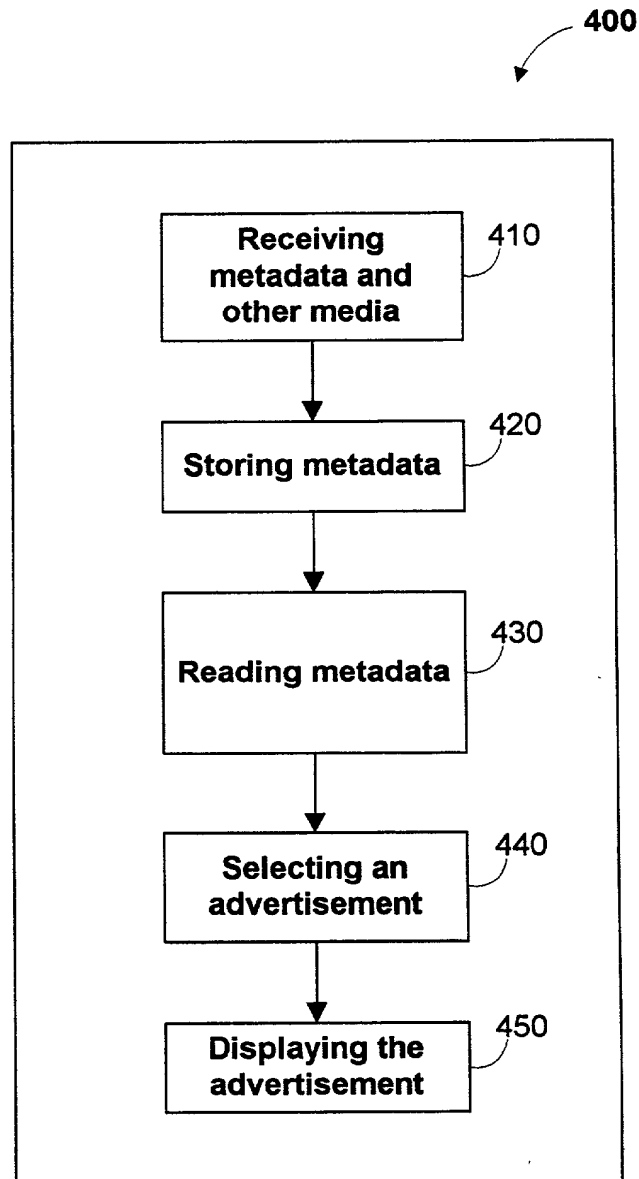 400
Receiving
metadata and
other media
410
Storing metadata
420
Reading metadata
430
Selecting an
advertisement
440
Displaying the
advertisement
450